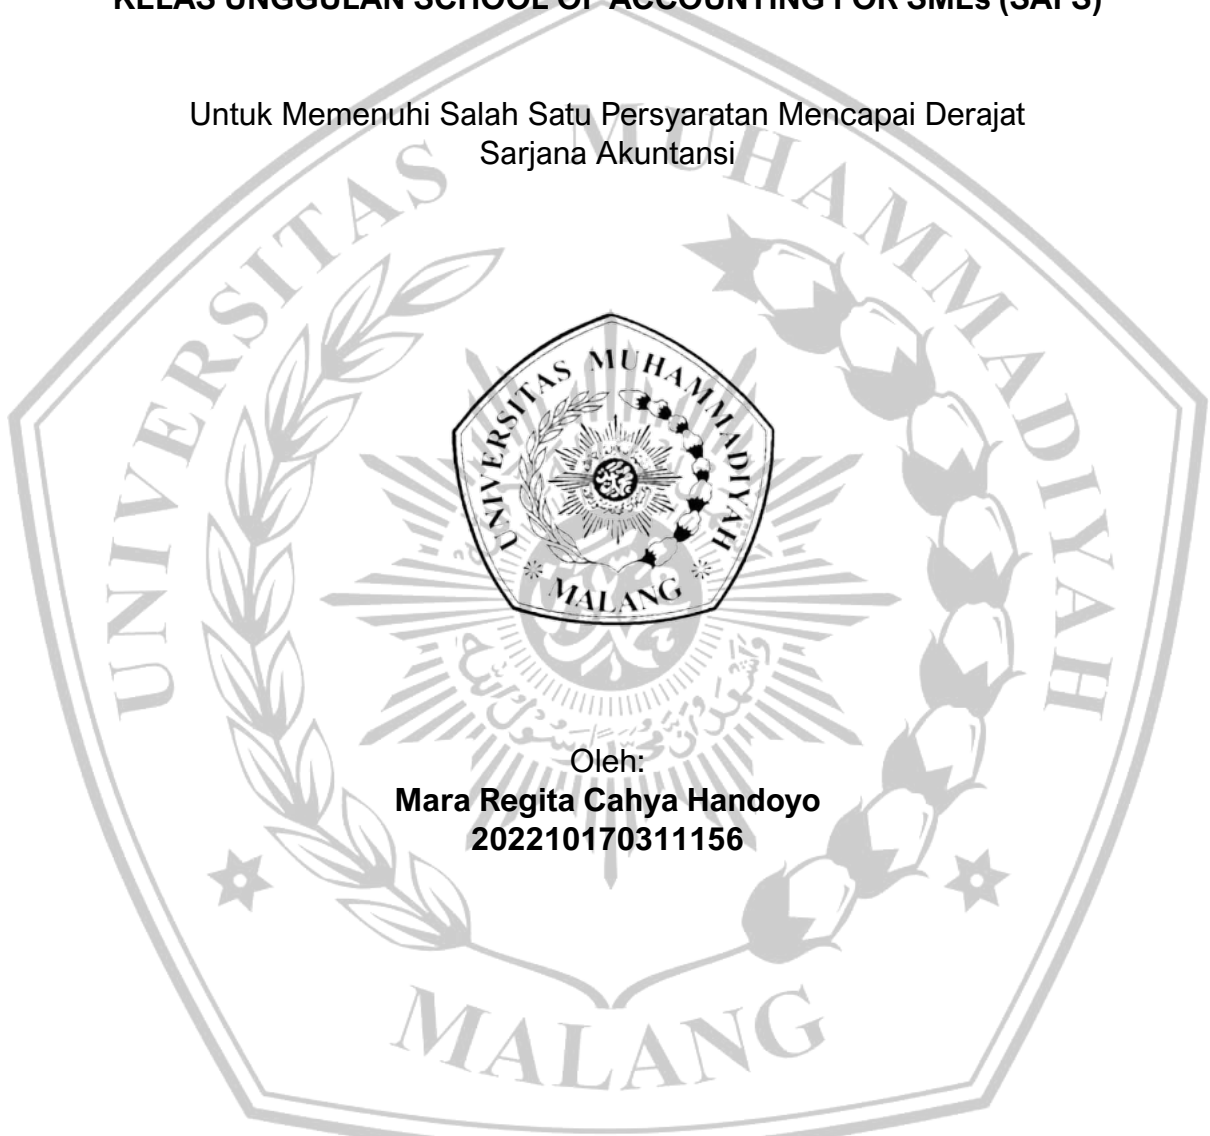 KELAS UNGGULAN SCHOOL OF ACCOUNTING FOR SMEs (SAFS)
Untuk Memenuhi Salah Satu Persyaratan Mencapai Derajat
Sarjana Akuntansi
UNIVERSITAS MUHAMMADIYAH
MALANG
UNIVERSITAS MUHAMMADIYAH
MALANG
Oleh:
Mara Regita Cahya Handoyo
202210170311156